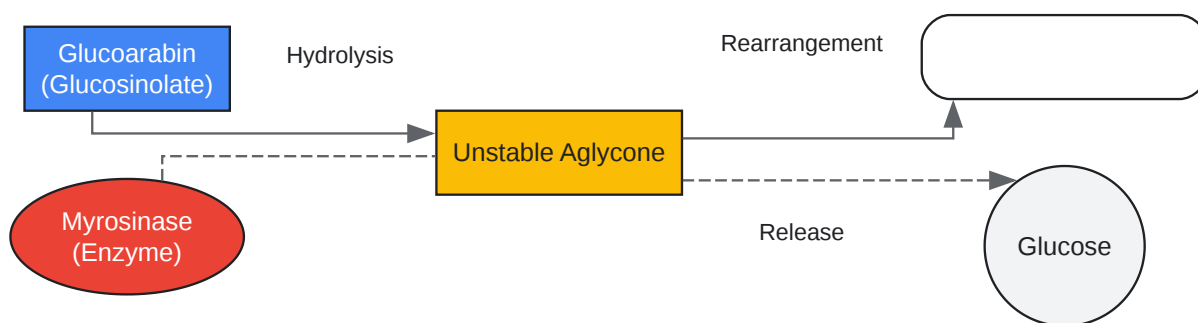 Glucoarabin
(Glucosinolate)
Hydrolysis
Rearrangement
Unstable Aglycone
Myrosinase
(Enzyme)
Release
Glucose